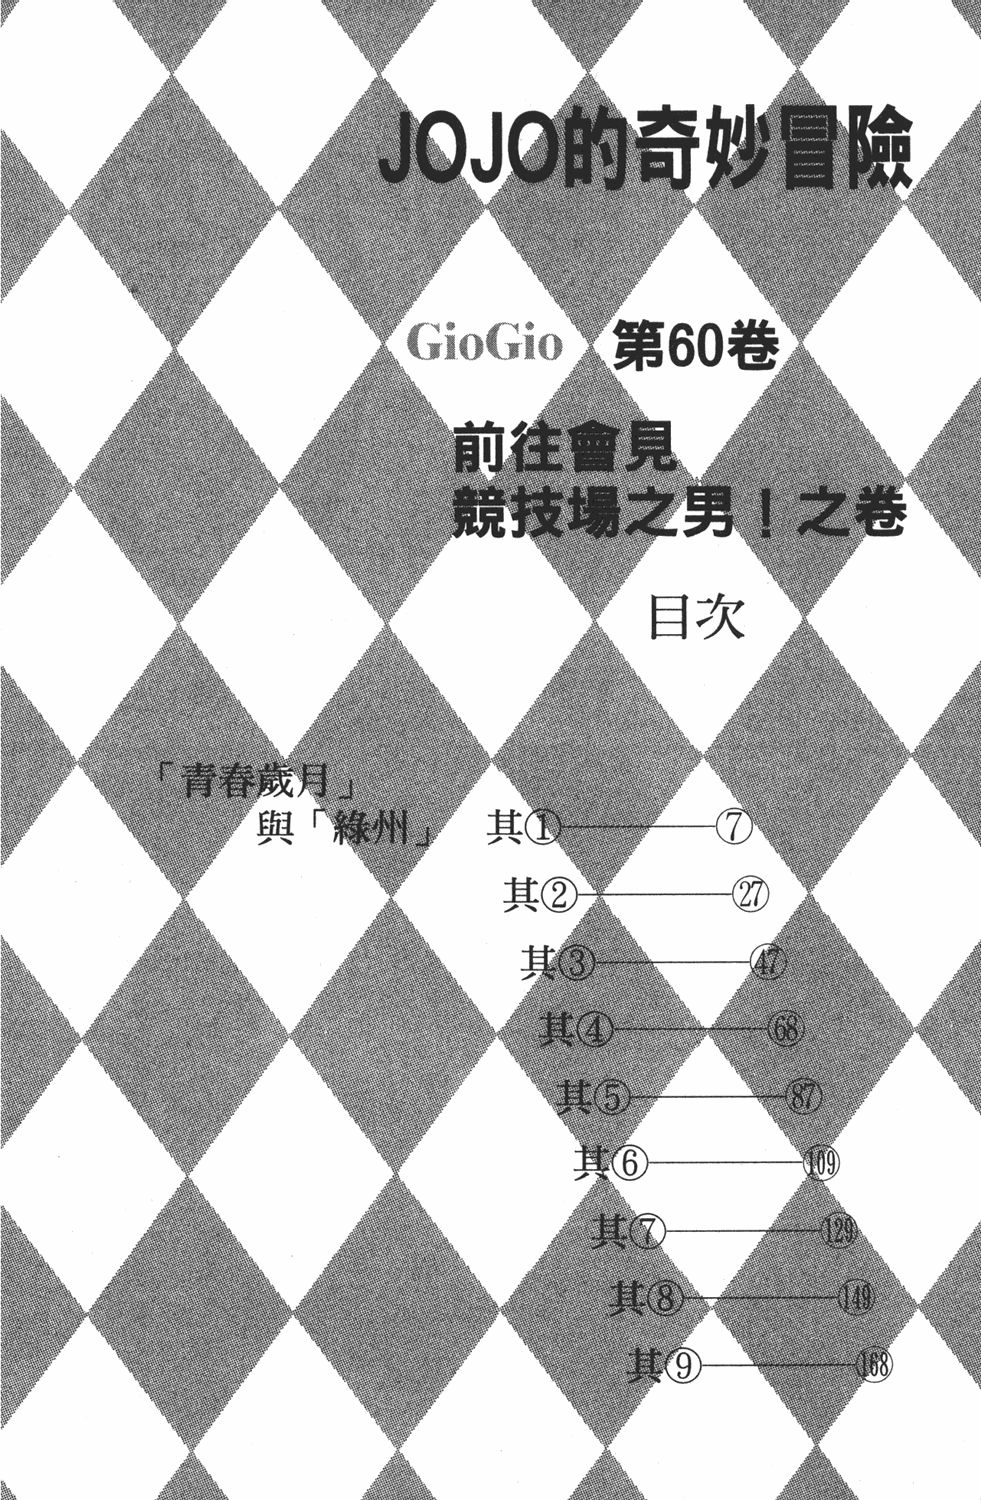 JOJO的奇妙冒險
GioGio 第60卷
前往會見
競技場之男！之卷
目次
「青春歲月」
與「綠州」 其①——⑦
其②——㉗
其③——㊼
其④——68
其⑤——87
其⑥——109
其⑦——129
其⑧——149
其⑨——168